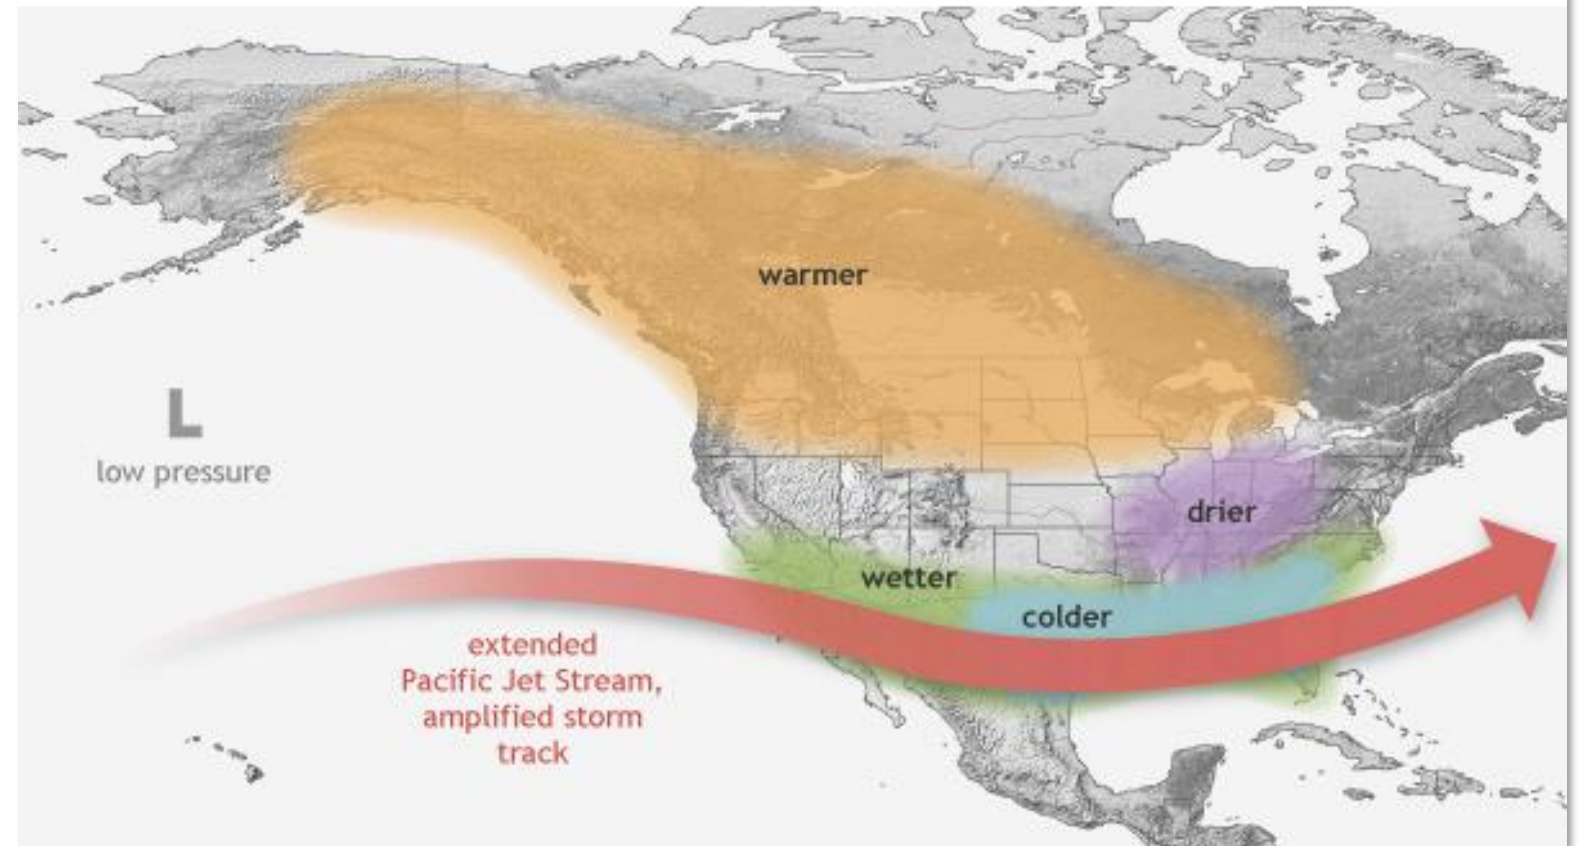 warmer
L
low pressure
drier
wetter
colder
extended
Pacific Jet Stream,
amplified storm
track